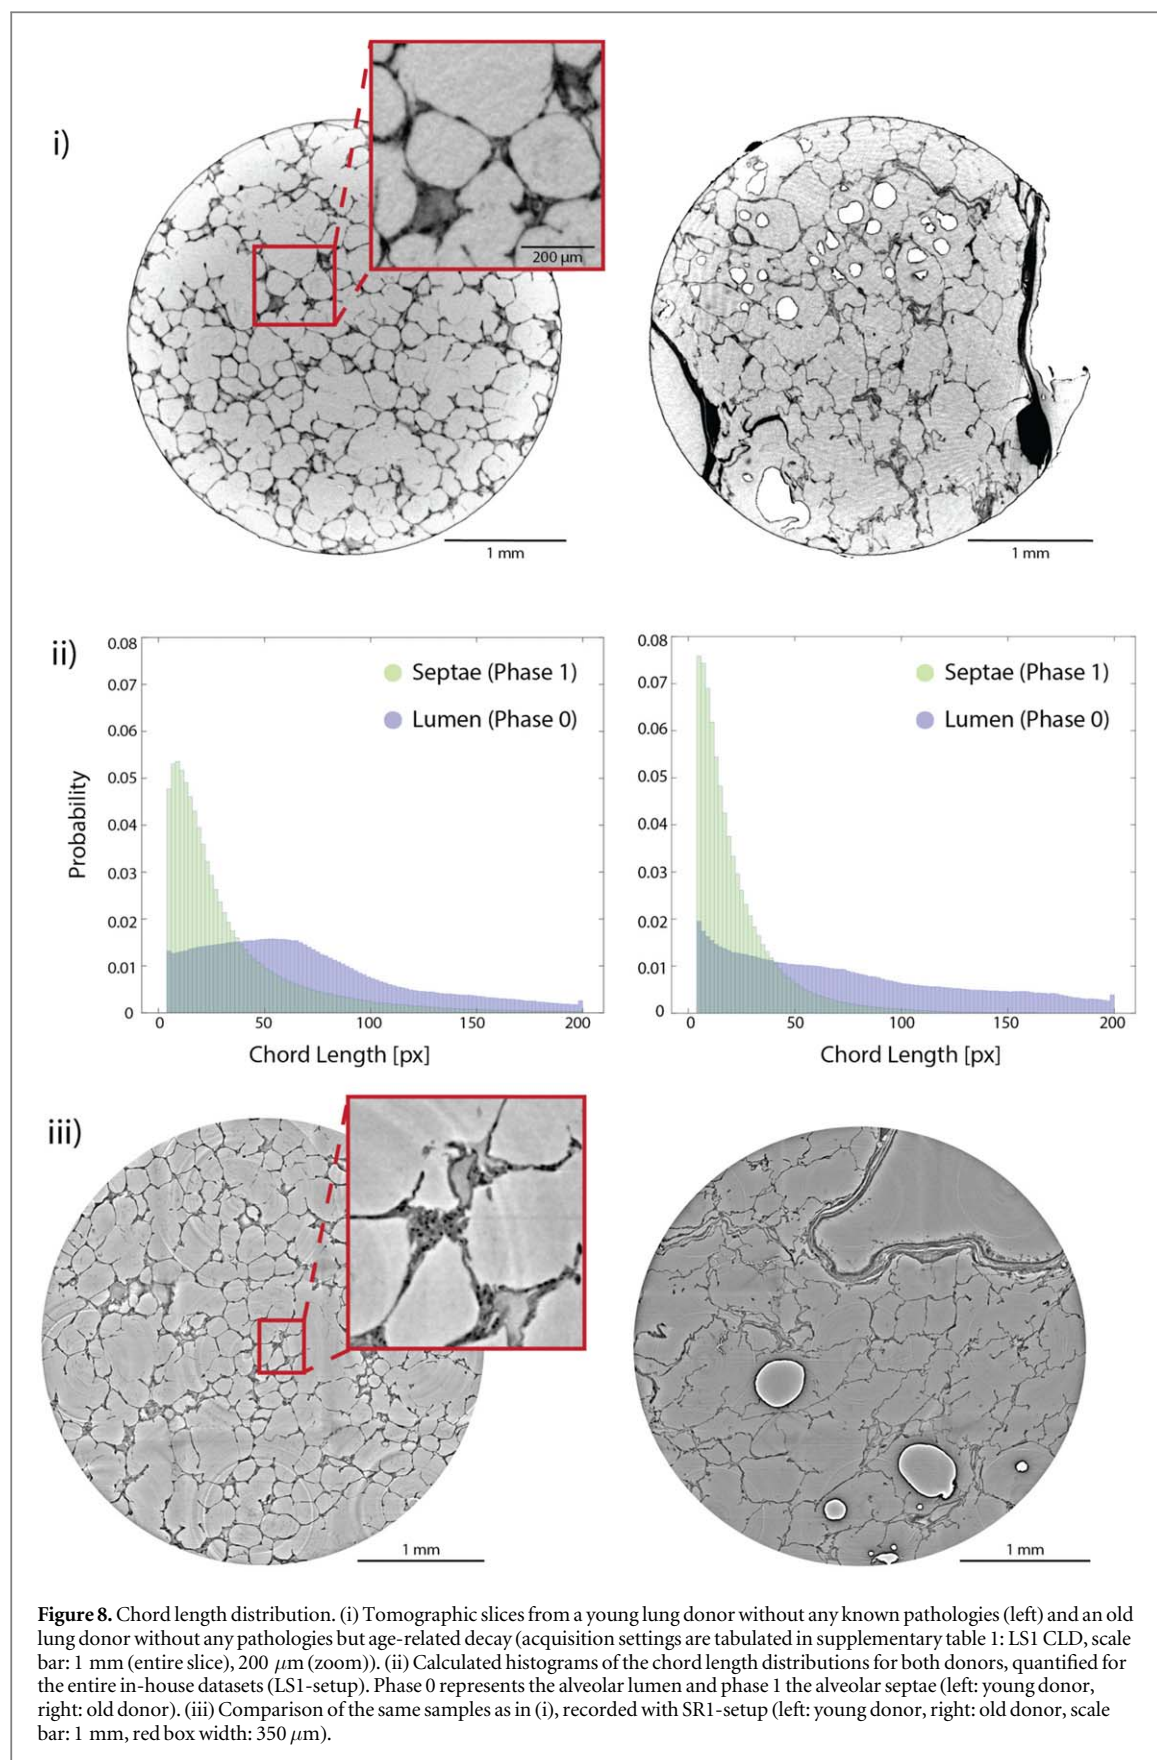 i)
200 μm
1 mm
1 mm
ii)
0.08
0.07
0.06
0.05
0.04
0.03
0.02
0.01
0
Probability
Septae (Phase 1)
Lumen (Phase 0)
0
50
100
150
200
Chord Length [px]
0.08
0.07
0.06
0.05
0.04
0.03
0.02
0.01
0
Septae (Phase 1)
Lumen (Phase 0)
0
50
100
150
200
Chord Length [px]
iii)
1 mm
1 mm
Figure 8. Chord length distribution. (i) Tomographic slices from a young lung donor without any known pathologies (left) and an old
lung donor without any pathologies but age-related decay (acquisition settings are tabulated in supplementary table 1: LS1 CLD, scale
bar: 1 mm (entire slice), 200 μm (zoom)). (ii) Calculated histograms of the chord length distributions for both donors, quantified for
the entire in-house datasets (LS1-setup). Phase 0 represents the alveolar lumen and phase 1 the alveolar septae (left: young donor,
right: old donor). (iii) Comparison of the same samples as in (i), recorded with SR1-setup (left: young donor, right: old donor, scale
bar: 1 mm, red box width: 350 μm).